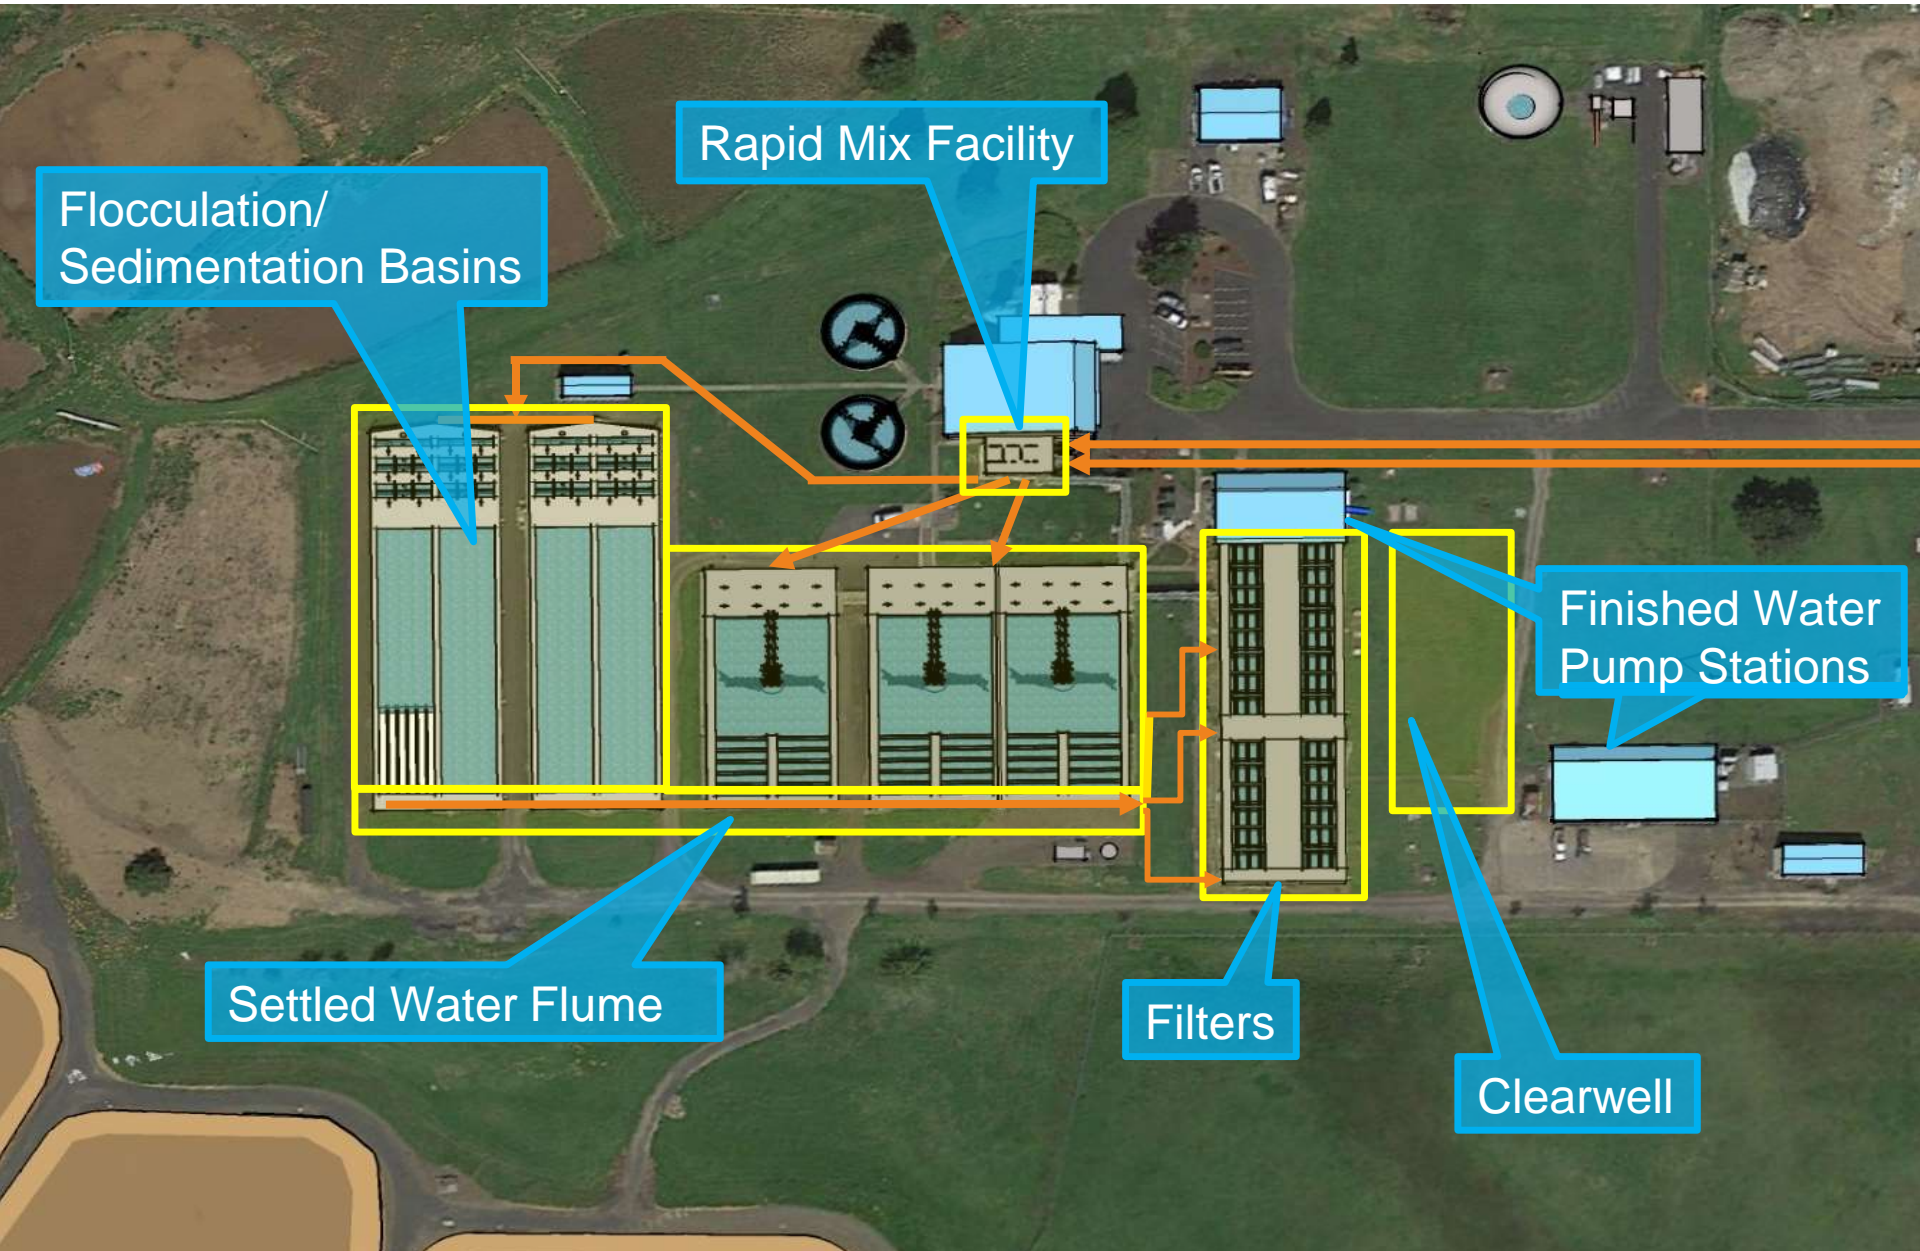 Rapid Mix Facility
Flocculation/
Sedimentation Basins
Finished Water
Pump Stations
Settled Water Flume
Filters
Clearwell